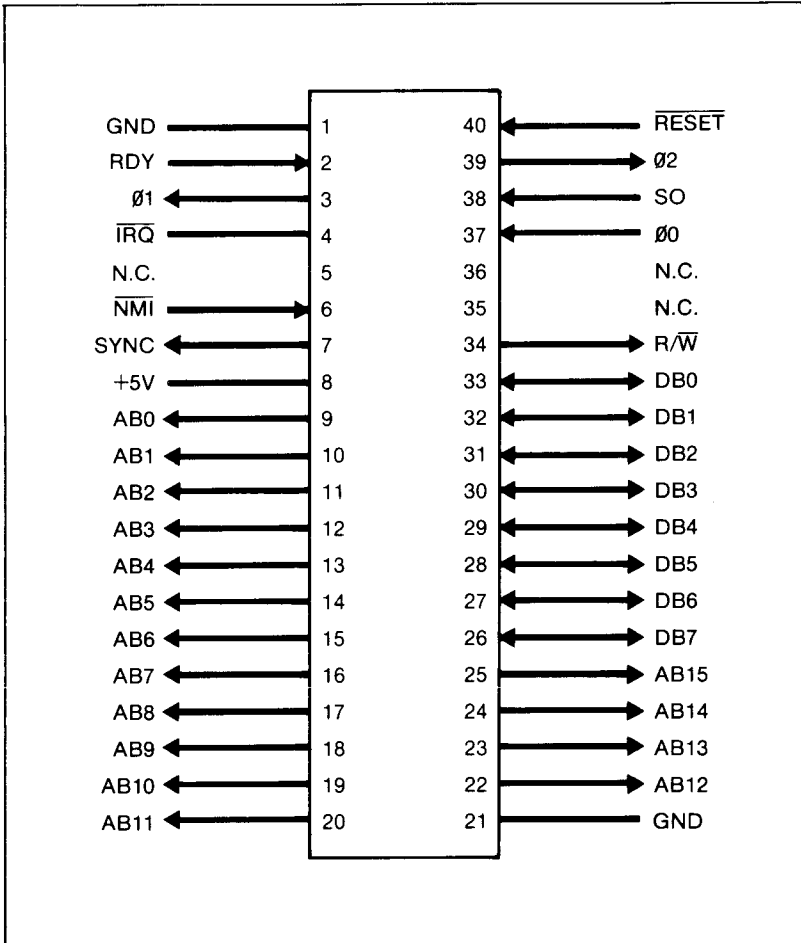 GND 1 40 R̅E̅S̅E̅T̅
RDY 2 39 Ø2
Ø1 3 38 SO
I̅R̅Q̅ 4 37 Ø0
N.C. 5 36 N.C.
N̅M̅I̅ 6 35 N.C.
SYNC 7 34 R/W̅
+5V 8 33 DB0
AB0 9 32 DB1
AB1 10 31 DB2
AB2 11 30 DB3
AB3 12 29 DB4
AB4 13 28 DB5
AB5 14 27 DB6
AB6 15 26 DB7
AB7 16 25 AB15
AB8 17 24 AB14
AB9 18 23 AB13
AB10 19 22 AB12
AB11 20 21 GND